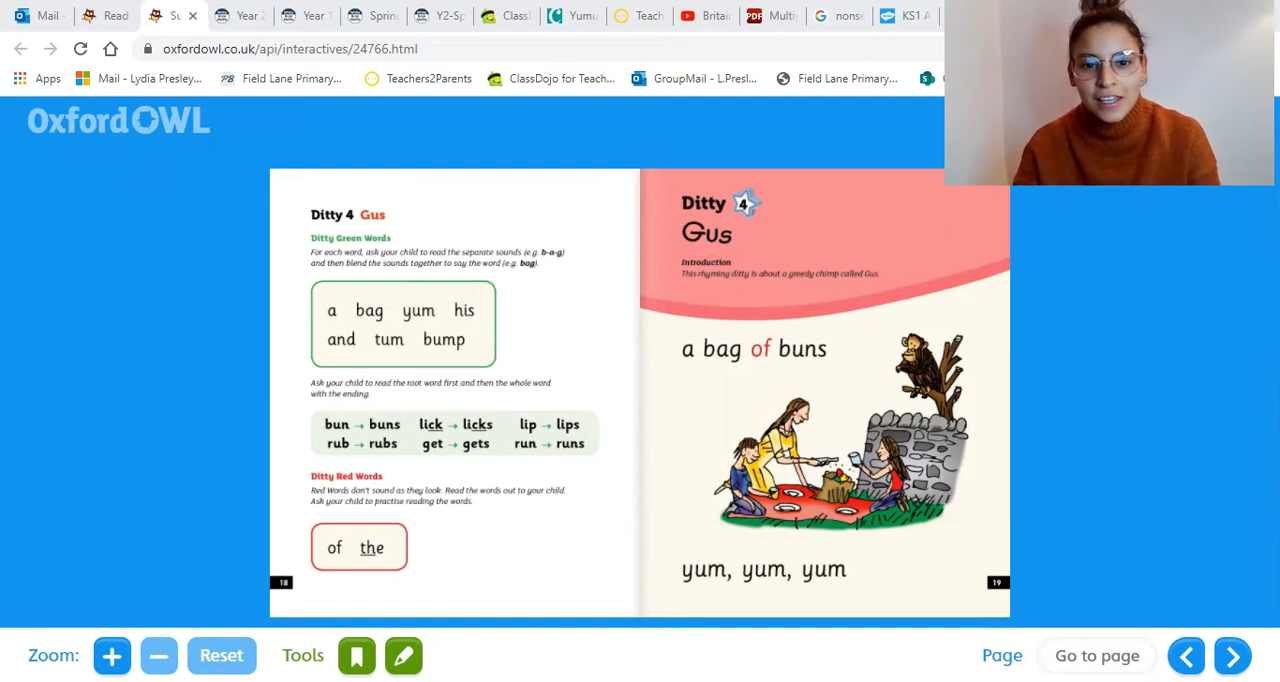 Mail -
Read
Su
Year 2
Year 1
Spring
Y2-Sp
Class
Yumu
Teach
Britain
PDF
Multip
nonse
KS1 A
oxfordowl.co.uk/api/interactives/24766.html
Apps
Mail - Lydia Presley...
Field Lane Primary...
Teachers2Parents
ClassDojo for Teach...
GroupMail - L.Presl...
Field Lane Primary...
OxfordOWL
Ditty 4 Gus
Ditty Green Words
For each word, ask your child to read the separate sounds (e.g. b-a-g)
and then blend the sounds together to say the word (e.g. bag).
a bag yum his
and tum bump
Ask your child to read the root word first and then the whole word
with the ending.
bun → buns lick → licks lip → lips
rub → rubs get → gets run → runs
Ditty Red Words
Red Words don't sound as they look. Read the words out to your child.
Ask your child to practise reading the words.
of the
18
Ditty 4
Gus
Introduction
This rhyming ditty is about a greedy chimp called Gus.
a bag of buns
yum, yum, yum
19
Zoom: + – Reset Tools
Page Go to page